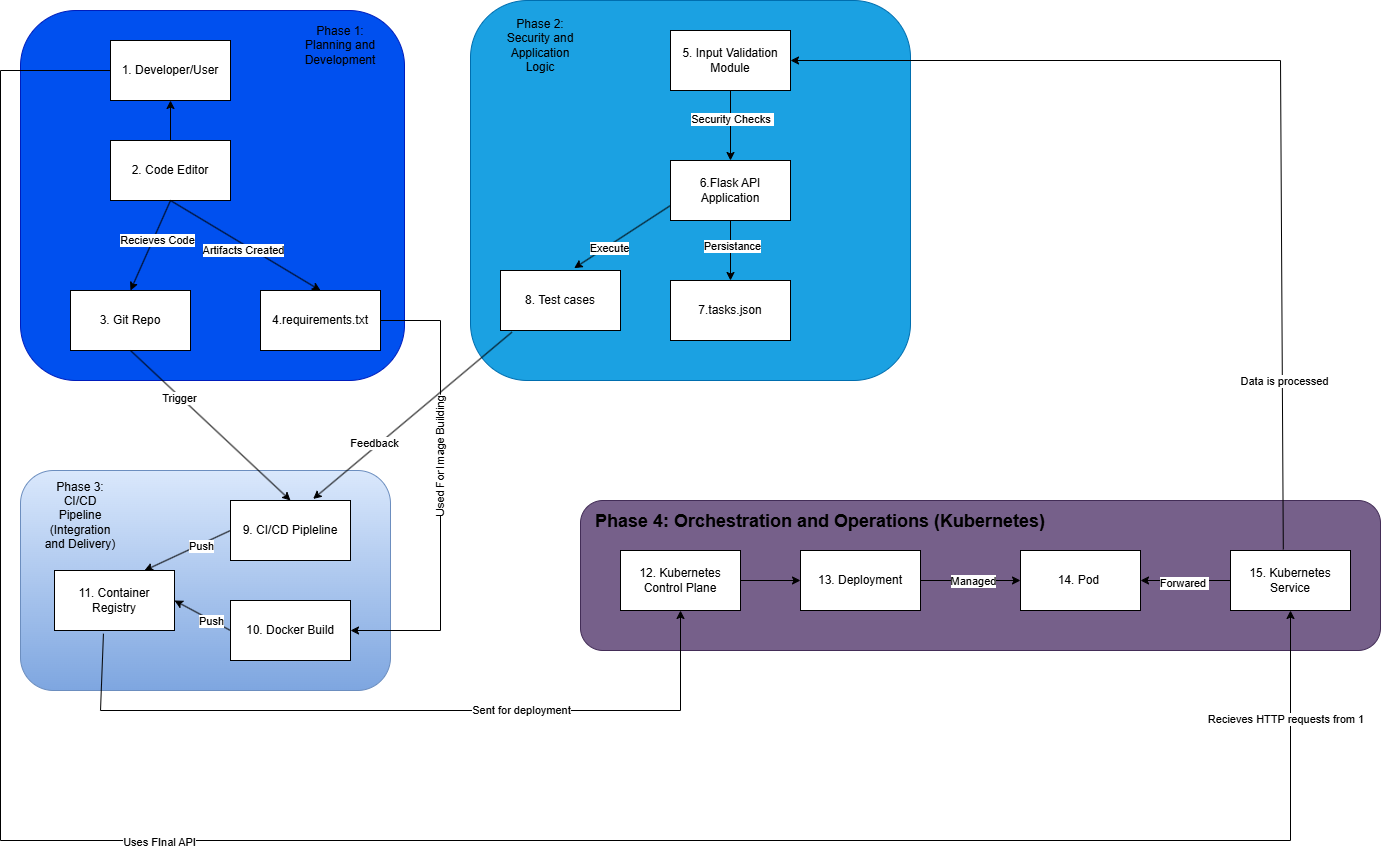 Phase 1:
Planning and
Development
1. Developer/User
2. Code Editor
Recieves Code
Artifacts Created
3. Git Repo
4.requirements.txt
Phase 2:
Security and
Application
Logic
5. Input Validation
Module
Security Checks
6.Flask API
Application
Execute
Persistance
8. Test cases
7.tasks.json
Trigger
Feedback
Used For Image Building
Data is processed
Phase 3:
CI/CD
Pipeline
(Integration
and Delivery)
9. CI/CD Pipleline
Push
11. Container
Registry
Push
10. Docker Build
Phase 4: Orchestration and Operations (Kubernetes)
12. Kubernetes
Control Plane
13. Deployment
Managed
14. Pod
Forwared
15. Kubernetes
Service
Sent for deployment
Recieves HTTP requests from 1
Uses FInal API